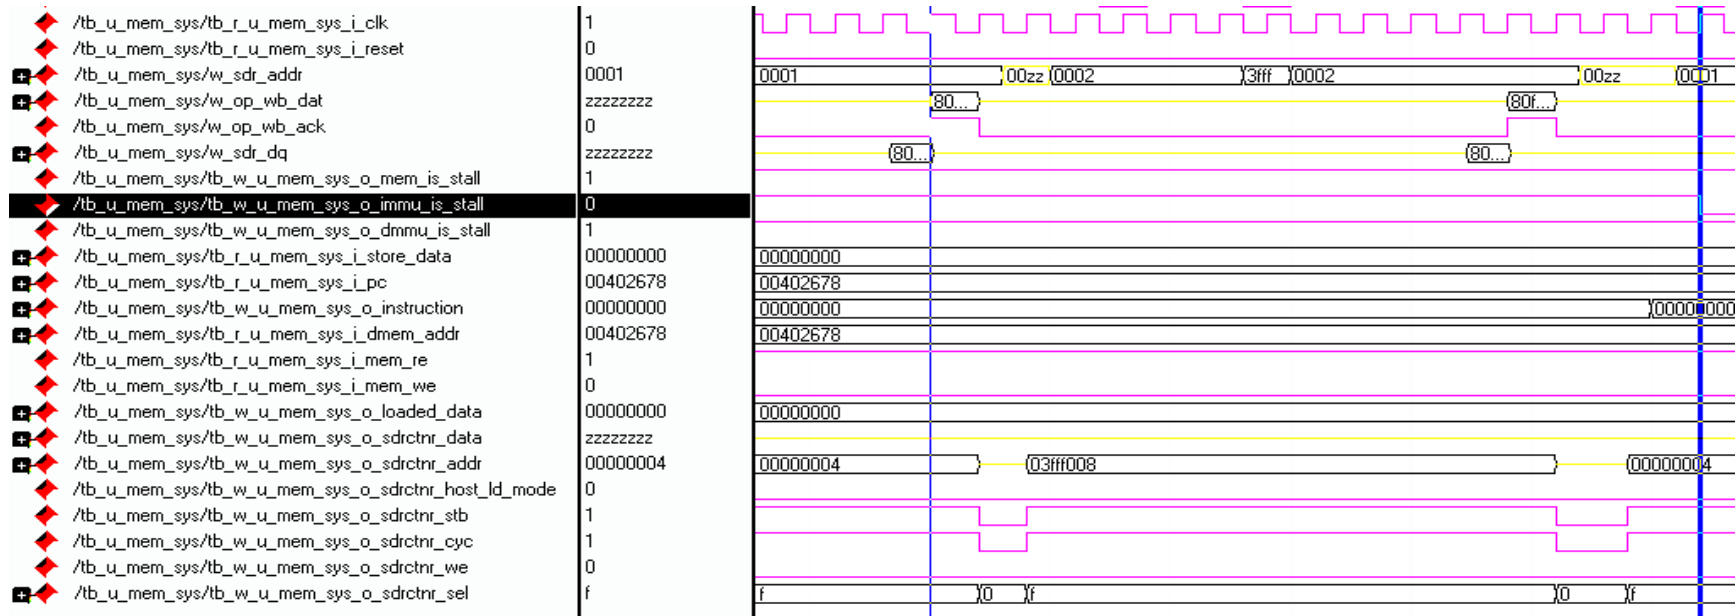 /tb_u_mem_sys/tb_r_u_mem_sys_i_clk 1
/tb_u_mem_sys/tb_r_u_mem_sys_i_reset 0
/tb_u_mem_sys/w_sdr_addr 0001 0001 00zz 0002 3fff 0002 00zz 0001
/tb_u_mem_sys/w_op_wb_dat zzzzzzzz 80... 80f...
/tb_u_mem_sys/w_op_wb_ack 0
/tb_u_mem_sys/w_sdr_dq zzzzzzzz 80... 80...
/tb_u_mem_sys/tb_w_u_mem_sys_o_mem_is_stall 1
/tb_u_mem_sys/tb_w_u_mem_sys_o_immu_is_stall 0
/tb_u_mem_sys/tb_w_u_mem_sys_o_dmmu_is_stall 1
/tb_u_mem_sys/tb_r_u_mem_sys_i_store_data 00000000 00000000
/tb_u_mem_sys/tb_r_u_mem_sys_i_pc 00402678 00402678
/tb_u_mem_sys/tb_w_u_mem_sys_o_instruction 00000000 00000000 00000000
/tb_u_mem_sys/tb_r_u_mem_sys_i_dmem_addr 00402678 00402678
/tb_u_mem_sys/tb_r_u_mem_sys_i_mem_re 1
/tb_u_mem_sys/tb_r_u_mem_sys_i_mem_we 0
/tb_u_mem_sys/tb_w_u_mem_sys_o_loaded_data 00000000 00000000
/tb_u_mem_sys/tb_w_u_mem_sys_o_sdrctnr_data zzzzzzzz
/tb_u_mem_sys/tb_w_u_mem_sys_o_sdrctnr_addr 00000004 00000004 03fff008 00000004
/tb_u_mem_sys/tb_w_u_mem_sys_o_sdrctnr_host_ld_mode 0
/tb_u_mem_sys/tb_w_u_mem_sys_o_sdrctnr_stb 1
/tb_u_mem_sys/tb_w_u_mem_sys_o_sdrctnr_cyc 1
/tb_u_mem_sys/tb_w_u_mem_sys_o_sdrctnr_we 0
/tb_u_mem_sys/tb_w_u_mem_sys_o_sdrctnr_sel f f 0 f 0 f